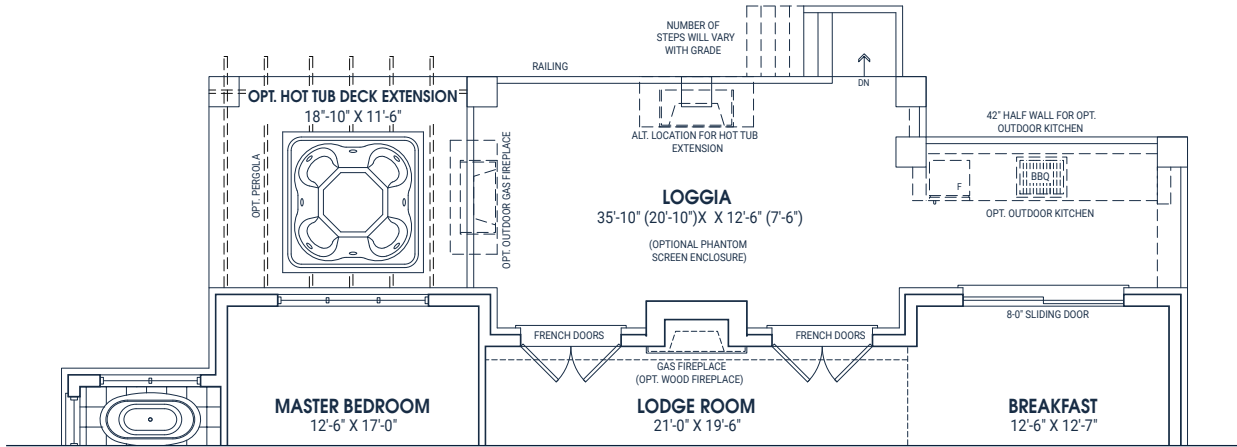 NUMBER OF
STEPS WILL VARY
WITH GRADE
RAILING
DN
OPT. HOT TUB DECK EXTENSION
18"-10" X 11'-6"
42" HALF WALL FOR OPT.
OUTDOOR KITCHEN
ALT. LOCATION FOR HOT TUB
EXTENSION
OPT. PERGOLA
OPT. OUTDOOR GAS FIREPLACE
BBQ
F
OPT. OUTDOOR KITCHEN
LOGGIA
35'-10" (20'-10")X X 12'-6" (7'-6")
(OPTIONAL PHANTOM
SCREEN ENCLOSURE)
8-0" SLIDING DOOR
FRENCH DOORS
FRENCH DOORS
GAS FIREPLACE
(OPT. WOOD FIREPLACE)
MASTER BEDROOM
12'-6" X 17'-0"
LODGE ROOM
21'-0" X 19'-6"
BREAKFAST
12'-6" X 12'-7"